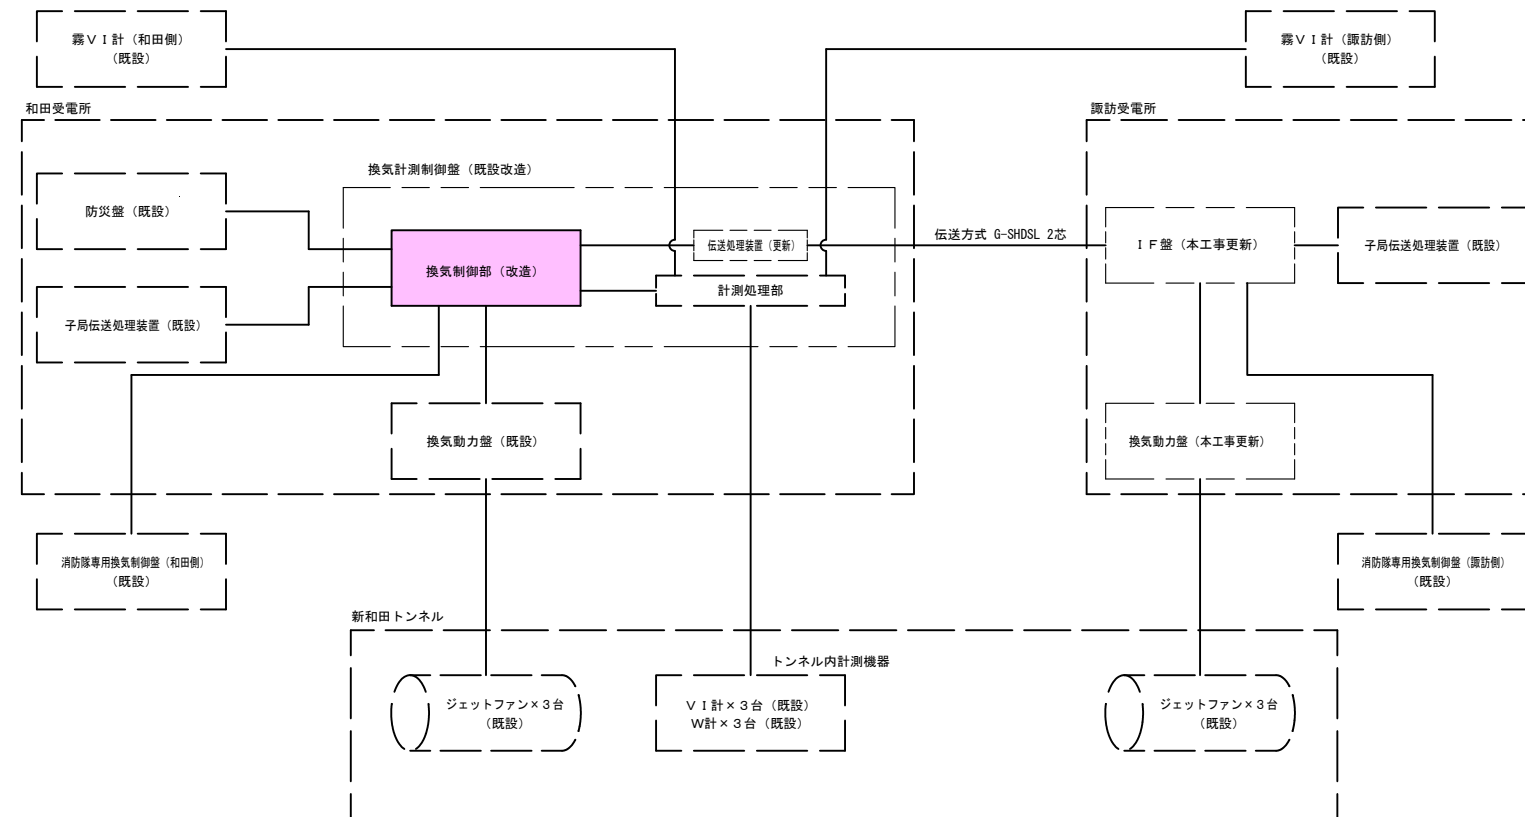 霧ＶＩ計（和田側）
（既設）
霧ＶＩ計（諏訪側）
（既設）
和田受電所
諏訪受電所
換気計測制御盤（既設改造）
防災盤（既設）
換気制御部（改造）
伝送処理装置（更新）
伝送方式 G-SHDSL 2芯
ＩＦ盤（本工事更新）
子局伝送処理装置（既設）
計測処理部
子局伝送処理装置（既設）
換気動力盤（既設）
換気動力盤（本工事更新）
消防隊専用換気制御盤（和田側）
（既設）
消防隊専用換気制御盤（諏訪側）
（既設）
新和田トンネル
トンネル内計測機器
ジェットファン×３台
（既設）
ＶＩ計×３台（既設）
Ｗ計×３台（既設）
ジェットファン×３台
（既設）